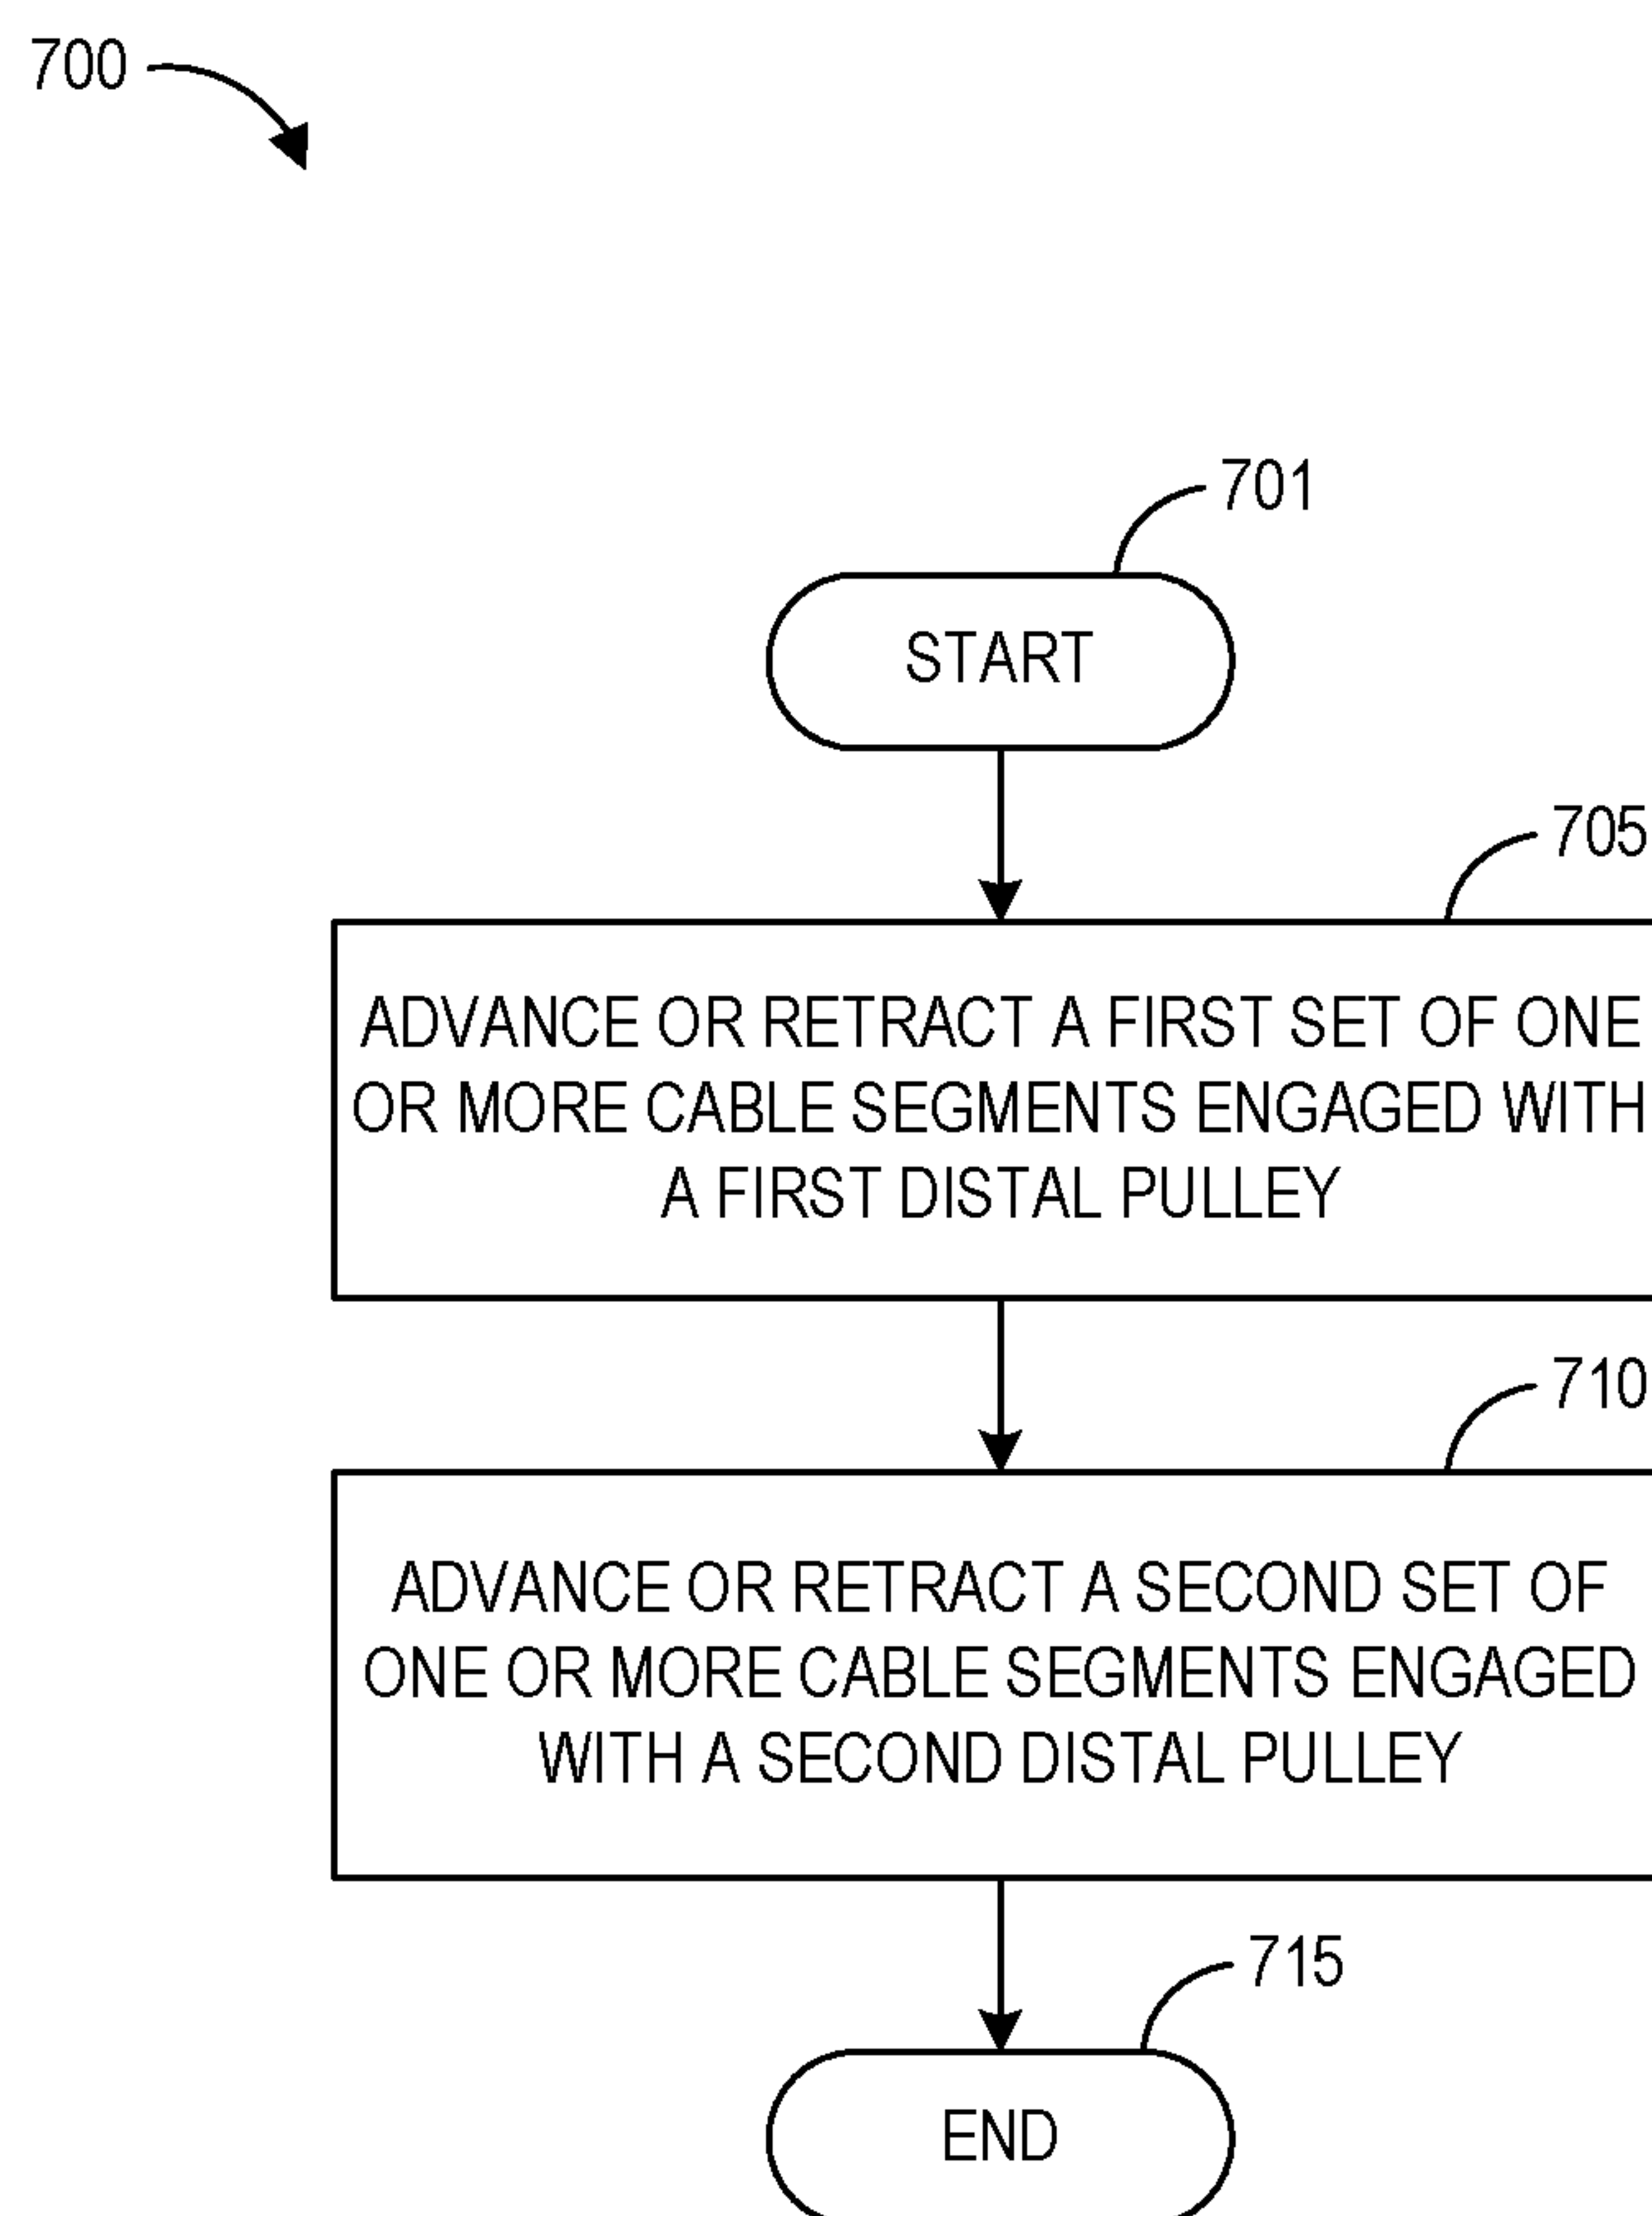 700
701
START
705
ADVANCE OR RETRACT A FIRST SET OF ONE
OR MORE CABLE SEGMENTS ENGAGED WITH
A FIRST DISTAL PULLEY
710
ADVANCE OR RETRACT A SECOND SET OF
ONE OR MORE CABLE SEGMENTS ENGAGED
WITH A SECOND DISTAL PULLEY
715
END